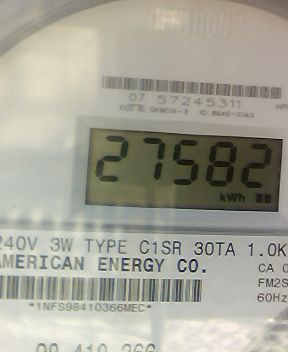 07 57245311
27582
kWh
240V 3W TYPE C1SR 30TA 1.0K
AMERICAN ENERGY CO.
CA 0
FM2S
60Hz
*1NFS98410366MEC*